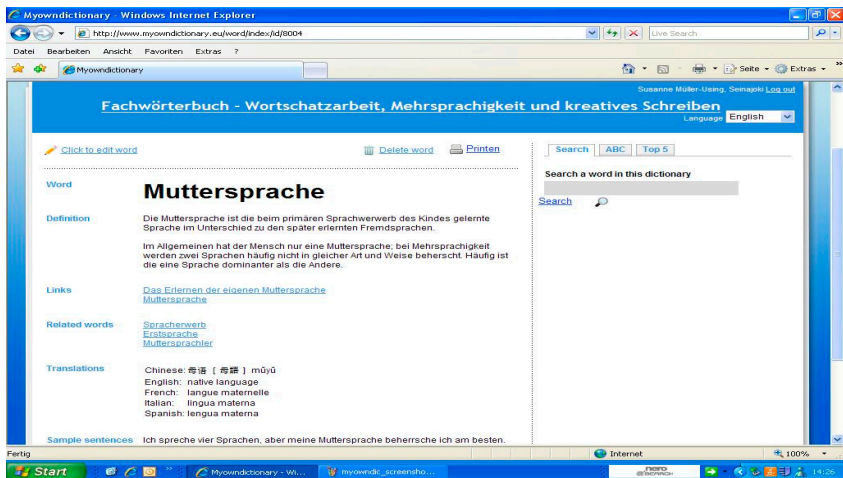 Myowndictionary - Windows Internet Explorer
http://www.myowndictionary.eu/word/index/id/8004
Live Search
Datei Bearbeiten Ansicht Favoriten Extras ?
Myowndictionary
Seite Extras
Susanne Müller-Using, Seinajoki Log out
Fachwörterbuch - Wortschatzarbeit, Mehrsprachigkeit und kreatives Schreiben
Language English
Click to edit word
Delete word
Printen
Search ABC Top 5
Word
Muttersprache
Search a word in this dictionary
Search
Definition
Die Muttersprache ist die beim primären Sprachwerwerb des Kindes gelernte
Sprache im Unterschied zu den später erlernten Fremdsprachen.
Im Allgemeinen hat der Mensch nur eine Muttersprache; bei Mehrsprachigkeit
werden zwei Sprachen häufig nicht in gleicher Art und Weise beherscht. Häufig ist
die eine Sprache dominanter als die Andere.
Links
Das Erlernen der eigenen Muttersprache
Muttersprache
Related words
Spracherwerb
Erstsprache
Muttersprachler
Translations
Chinese: 母语 [ 母語 ] mǔyǔ
English: native language
French: langue maternelle
Italian: lingua materna
Spanish: lengua materna
Sample sentences
Ich spreche vier Sprachen, aber meine Muttersprache beherrsche ich am besten.
Fertig
Internet
100%
Start
Myowndictionary - Wi...
myowndic_screensho...
nero
SEARCH
DE
14:26